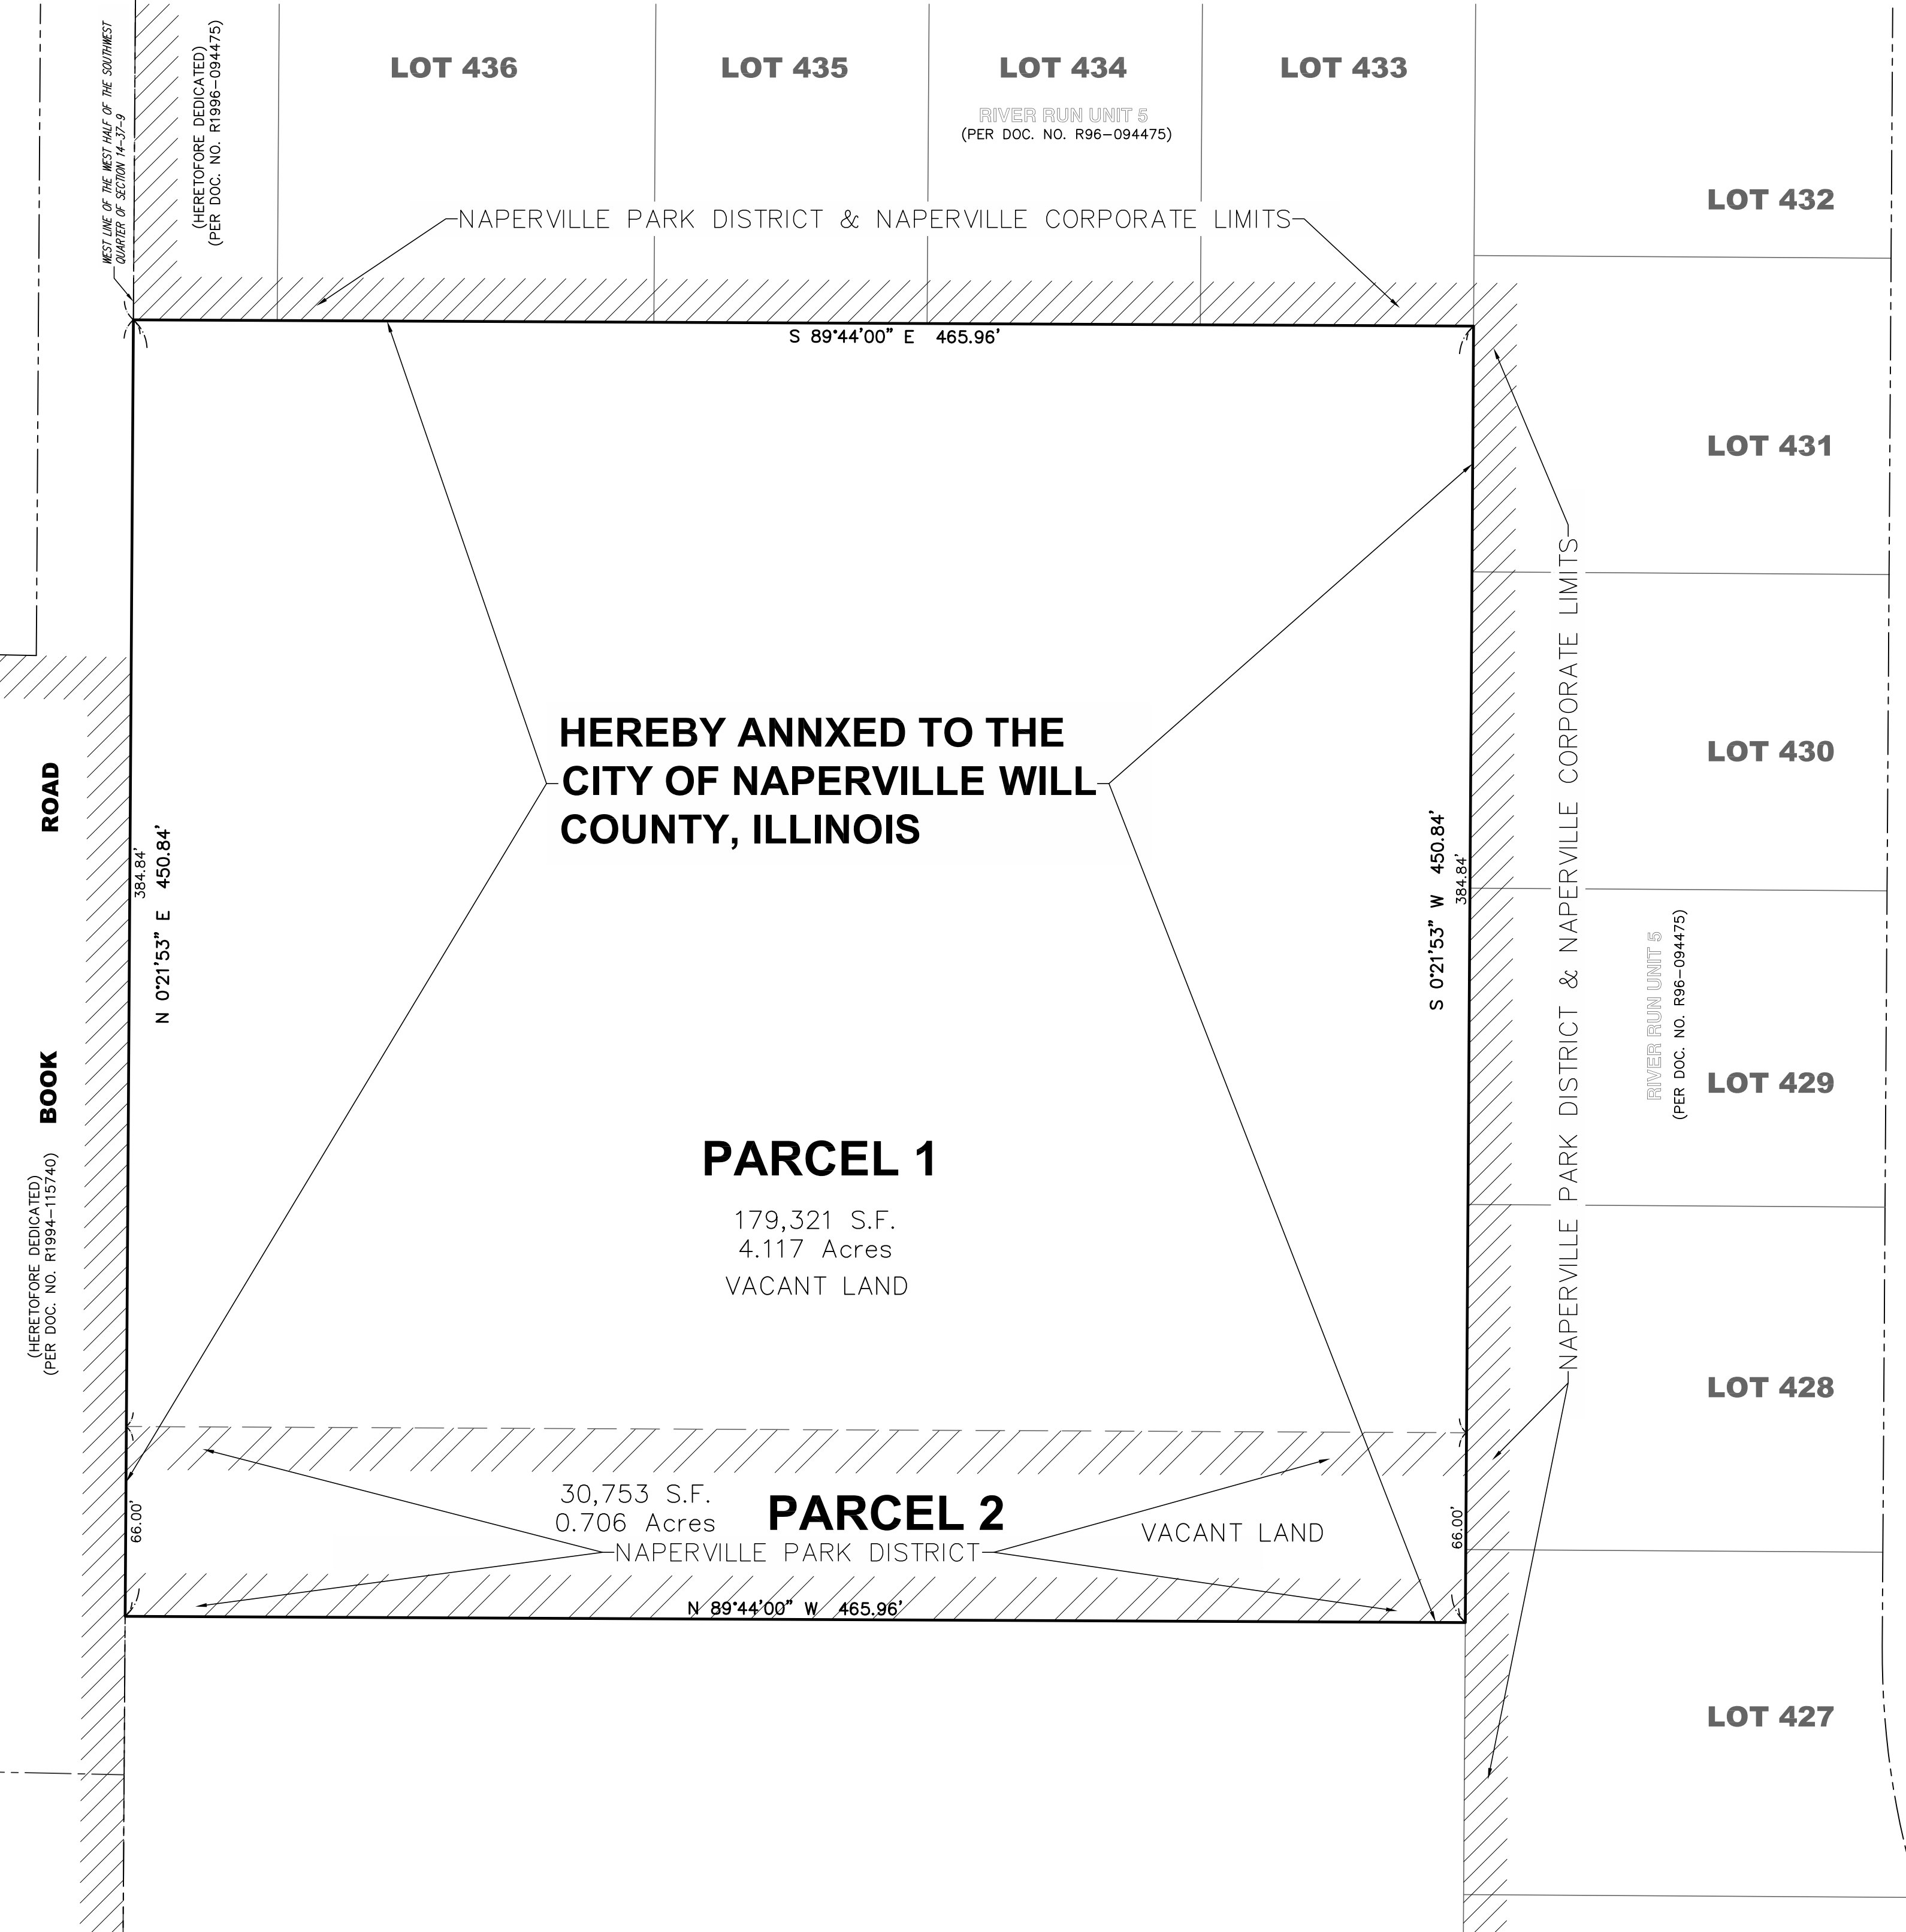 WEST LINE OF THE WEST HALF OF THE SOUTHWEST
QUARTER OF SECTION 14-37-9
(HERETOFORE DEDICATED)
(PER DOC. NO. R1996-094475)
LOT 436
LOT 435
LOT 434
LOT 433
RIVER RUN UNIT 5
(PER DOC. NO. R96-094475)
LOT 432
NAPERVILLE PARK DISTRICT & NAPERVILLE CORPORATE LIMITS
S 89°44'00" E 465.96'
LOT 431
HEREBY ANNXED TO THE
CITY OF NAPERVILLE WILL
COUNTY, ILLINOIS
ROAD
BOOK
(HERETOFORE DEDICATED)
(PER DOC. NO. R1994-115740)
384.84'
N 0°21'53" E 450.84'
S 0°21'53" W 450.84'
384.84'
NAPERVILLE PARK DISTRICT & NAPERVILLE CORPORATE LIMITS
LOT 430
RIVER RUN UNIT 5
(PER DOC. NO. R96-094475)
LOT 429
PARCEL 1
179,321 S.F.
4.117 Acres
VACANT LAND
LOT 428
66.00'
30,753 S.F.
0.706 Acres
PARCEL 2
NAPERVILLE PARK DISTRICT
VACANT LAND
66.00'
N 89°44'00" W 465.96'
LOT 427